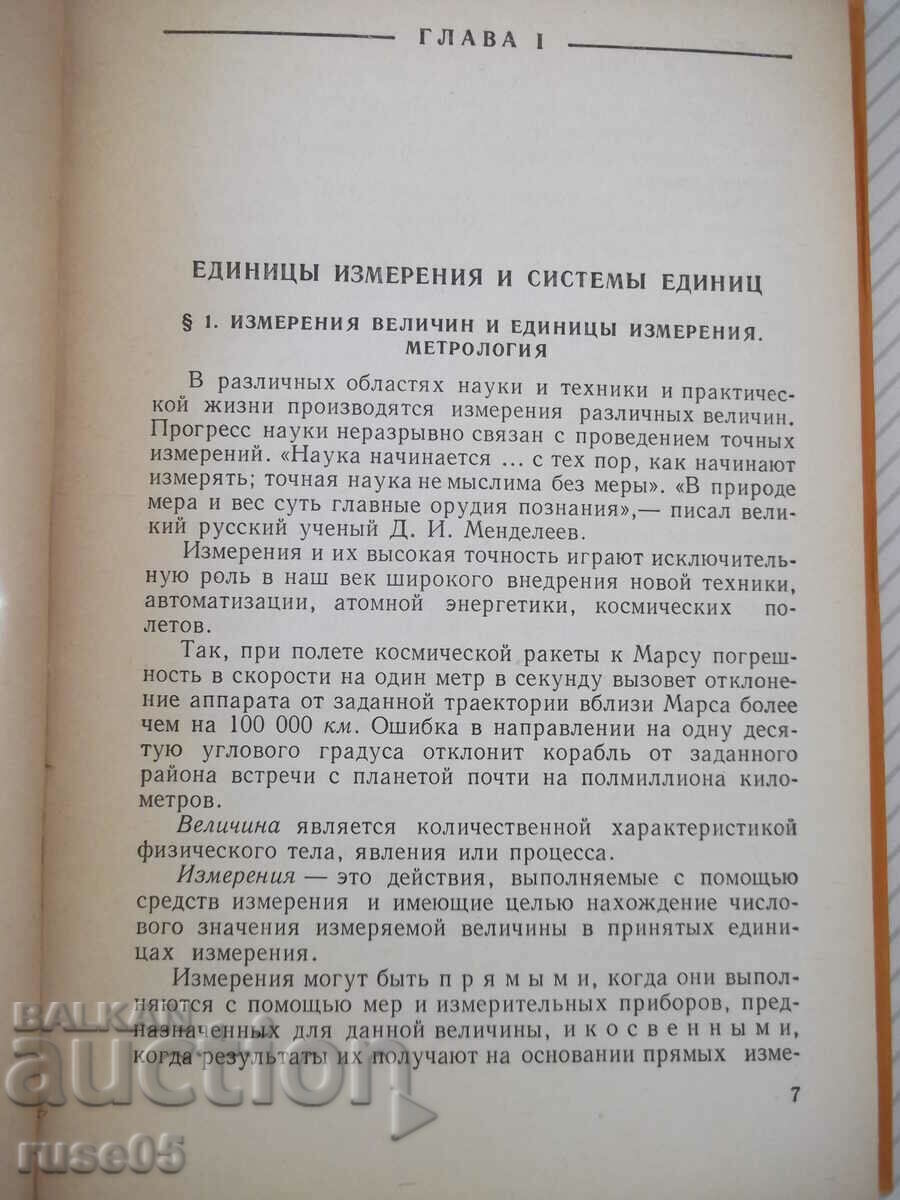 ГЛАВА I
ЕДИНИЦЫ ИЗМЕРЕНИЯ И СИСТЕМЫ ЕДИНИЦ
§ 1. ИЗМЕРЕНИЯ ВЕЛИЧИН И ЕДИНИЦЫ ИЗМЕРЕНИЯ.
МЕТРОЛОГИЯ
В различных областях науки и техники и практичес-
кой жизни производятся измерения различных величин.
Прогресс науки неразрывно связан с проведением точных
измерений. «Наука начинается ... с тех пор, как начинают
измерять; точная наука не мыслима без меры». «В природе
мера и вес суть главные орудия познания»,— писал вели-
кий русский ученый Д. И. Менделеев.
Измерения и их высокая точность играют исключитель-
ную роль в наш век широкого внедрения новой техники,
автоматизации, атомной энергетики, космических по-
летов.
Так, при полете космической ракеты к Марсу погреш-
ность в скорости на один метр в секунду вызовет отклоне-
ние аппарата от заданной траектории вблизи Марса более
чем на 100 000 км. Ошибка в направлении на одну деся-
тую углового градуса отклонит корабль от заданного
района встречи с планетой почти на полмиллиона кило-
метров.
Величина является количественной характеристикой
физического тела, явления или процесса.
Измерения — это действия, выполняемые с помощью
средств измерения и имеющие целью нахождение число-
вого значения измеряемой величины в принятых едини-
цах измерения.
Измерения могут быть прямыми, когда они выпол-
няются с помощью мер и измерительных приборов, пред-
назначенных для данной величины, и косвенными,
когда результаты их получают на основании прямых изме-
7
BALKAN
auction
ruse05